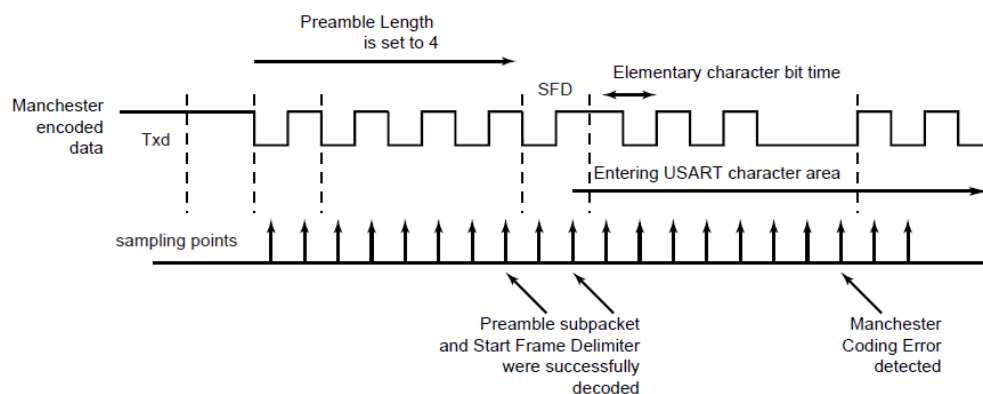 Preamble Length
is set to 4
Elementary character bit time
SFD
Manchester
encoded
data
Txd
Entering USART character area
sampling points
Preamble subpacket
and Start Frame Delimiter
were successfully
decoded
Manchester
Coding Error
detected